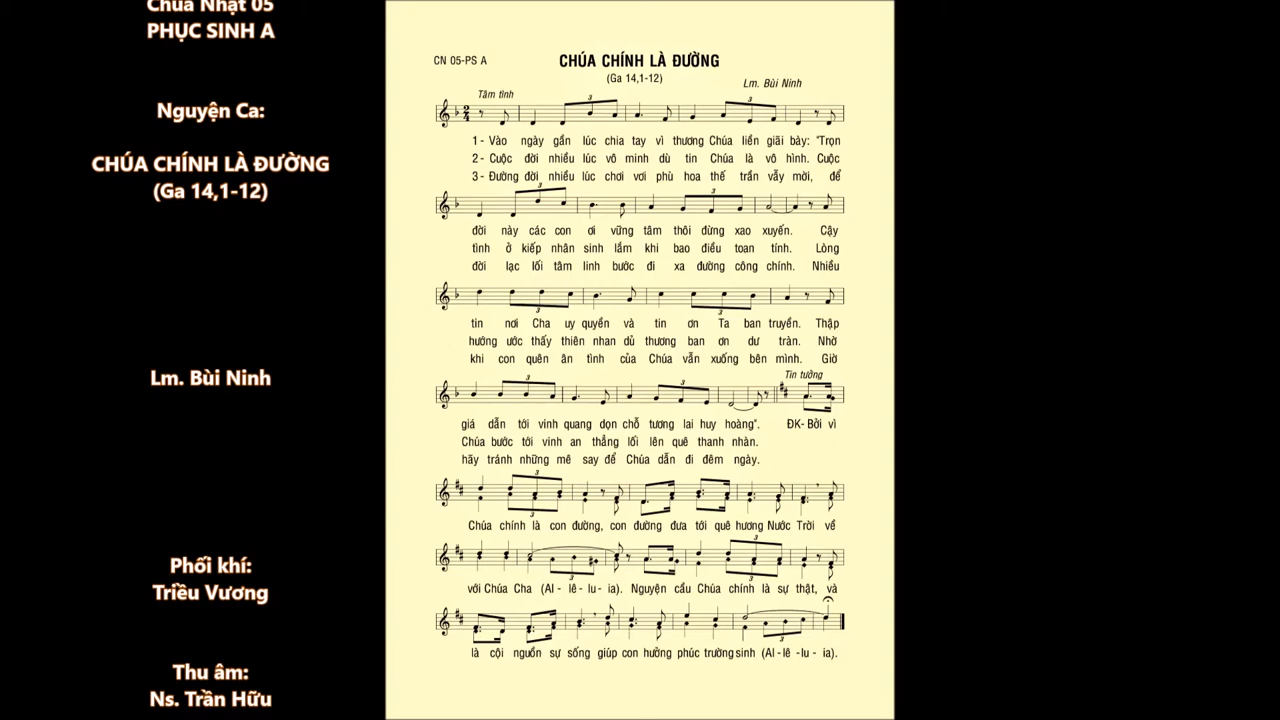 Chúa Nhật 05
PHỤC SINH A
Nguyện Ca:
CHÚA CHÍNH LÀ ĐƯỜNG
(Ga 14,1-12)
Lm. Bùi Ninh
Phối khí:
Triều Vương
Thu âm:
Ns. Trần Hữu
CN 05-PS A
CHÚA CHÍNH LÀ ĐƯỜNG
(Ga 14,1-12)
Lm. Bùi Ninh
Tâm tình
1- Vào ngày gần lúc chia tay vì thương Chúa liền giãi bày: "Trọn
2- Cuộc đời nhiều lúc vô minh dù tin Chúa là vô hình. Cuộc
3- Đường đời nhiều lúc chơi vơi phù hoa thế trần vẫy mời, để
đời này các con ơi vững tâm thôi đừng xao xuyến. Cậy
tình ở kiếp nhân sinh lắm khi bao điều toan tính. Lòng
đời lạc lối tâm linh bước đi xa đường công chính. Nhiều
tin nơi Cha uy quyền và tin ơn Ta ban truyền. Thập
hướng ước thấy thiên nhan dủ thương ban ơn dư tràn. Nhờ
khi con quên ân tình của Chúa vẫn xuống bên mình. Giờ
Tin tưởng
giá dẫn tới vinh quang dọn chỗ tương lai huy hoàng". ĐK- Bởi vì
Chúa bước tới vinh an thẳng lối lên quê thanh nhàn.
hãy tránh những mê say để Chúa dẫn đi đêm ngày.
Chúa chính là con đường, con đường đưa tới quê hương Nước Trời về
với Chúa Cha (Al - lê - lu - ia). Nguyện cầu Chúa chính là sự thật, và
là cội nguồn sự sống giúp con hưởng phúc trường sinh (Al - lê - lu - ia).